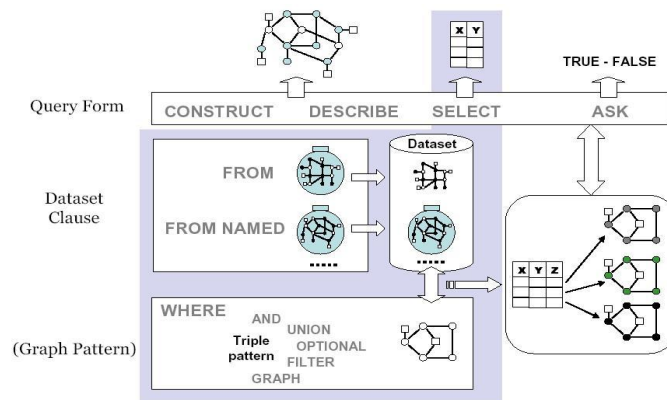 X Y
TRUE - FALSE
Query Form
CONSTRUCT DESCRIBE SELECT ASK
Dataset
Clause
FROM
FROM NAMED
Dataset
X Y Z
(Graph Pattern)
WHERE
AND
UNION
Triple
pattern
OPTIONAL
FILTER
GRAPH